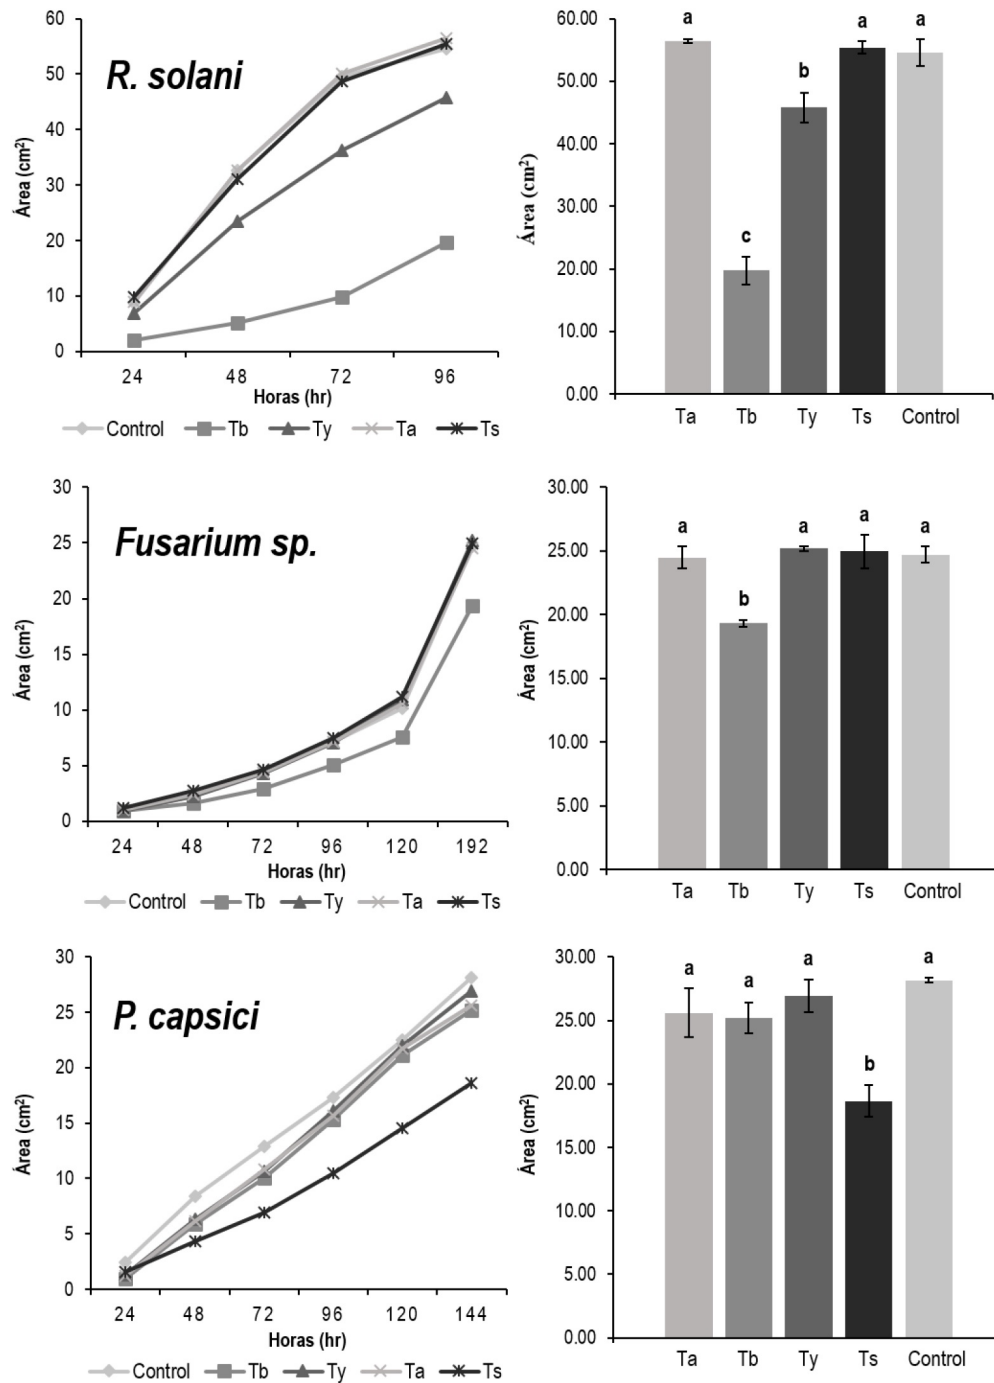 R. solani
Área (cm²)
60
50
40
30
20
10
0
24 48 72 96
Horas (hr)
Control Tb Ty Ta Ts
Área (cm²)
60.00
50.00
40.00
30.00
20.00
10.00
0.00
a c b a a
Ta Tb Ty Ts Control
Fusarium sp.
Área (cm²)
30
25
20
15
10
5
0
24 48 72 96 120 192
Horas (hr)
Control Tb Ty Ta Ts
Área (cm²)
30.00
25.00
20.00
15.00
10.00
5.00
0.00
a b a a a
Ta Tb Ty Ts Control
P. capsici
Área (cm²)
30
25
20
15
10
5
0
24 48 72 96 120 144
Horas (hr)
Control Tb Ty Ta Ts
Área (cm²)
30.00
25.00
20.00
15.00
10.00
5.00
0.00
a a a b a
Ta Tb Ty Ts Control